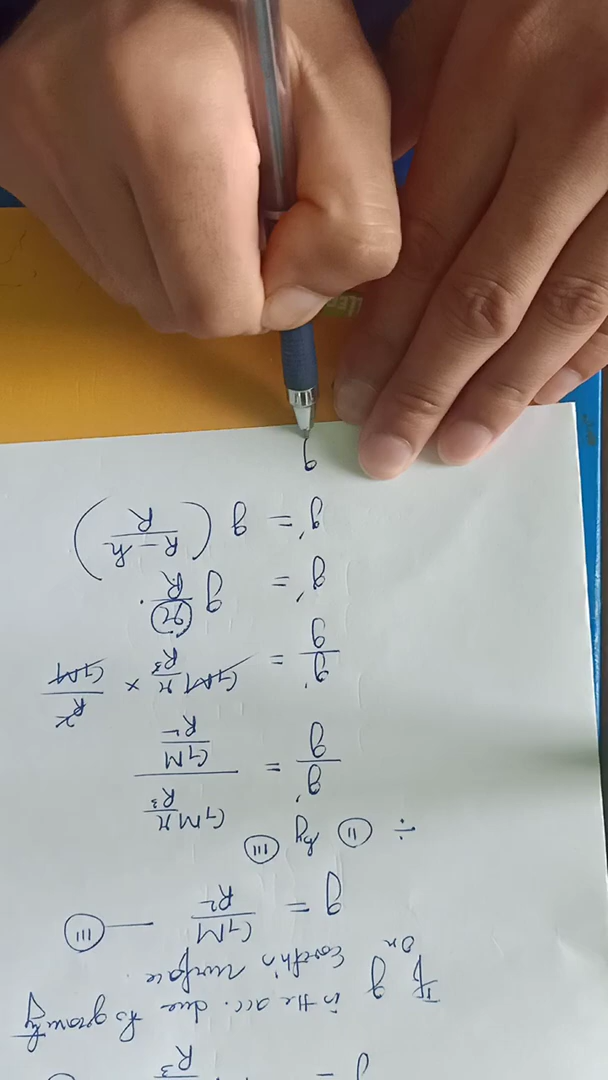 R³
If g is the acc. due to gravity
on Earth's surface.
g = GM/R² — (III)
÷ (II) by (III)
g'/g = (GMr/R³)/(GM/R²)
g'/g = GMr/R³ × R²/GM
g' = g r/R .
g' = g (R-h/R)
g